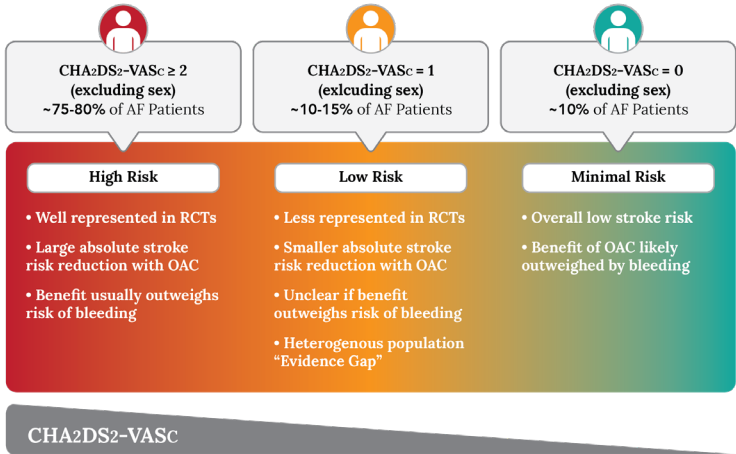 CHA2DS2-VASC ≥ 2
(excluding sex)
~75-80% of AF Patients
CHA2DS2-VASC = 1
(exlcuding sex)
~10-15% of AF Patients
CHA2DS2-VASC = 0
(excluding sex)
~10% of AF Patients
High Risk
• Well represented in RCTs
• Large absolute stroke
risk reduction with OAC
• Benefit usually outweighs
risk of bleeding
Low Risk
• Less represented in RCTs
• Smaller absolute stroke
risk reduction with OAC
• Unclear if benefit
outweighs risk of bleeding
• Heterogenous population
“Evidence Gap”
Minimal Risk
• Overall low stroke risk
• Benefit of OAC likely
outweighed by bleeding
CHA2DS2-VASC